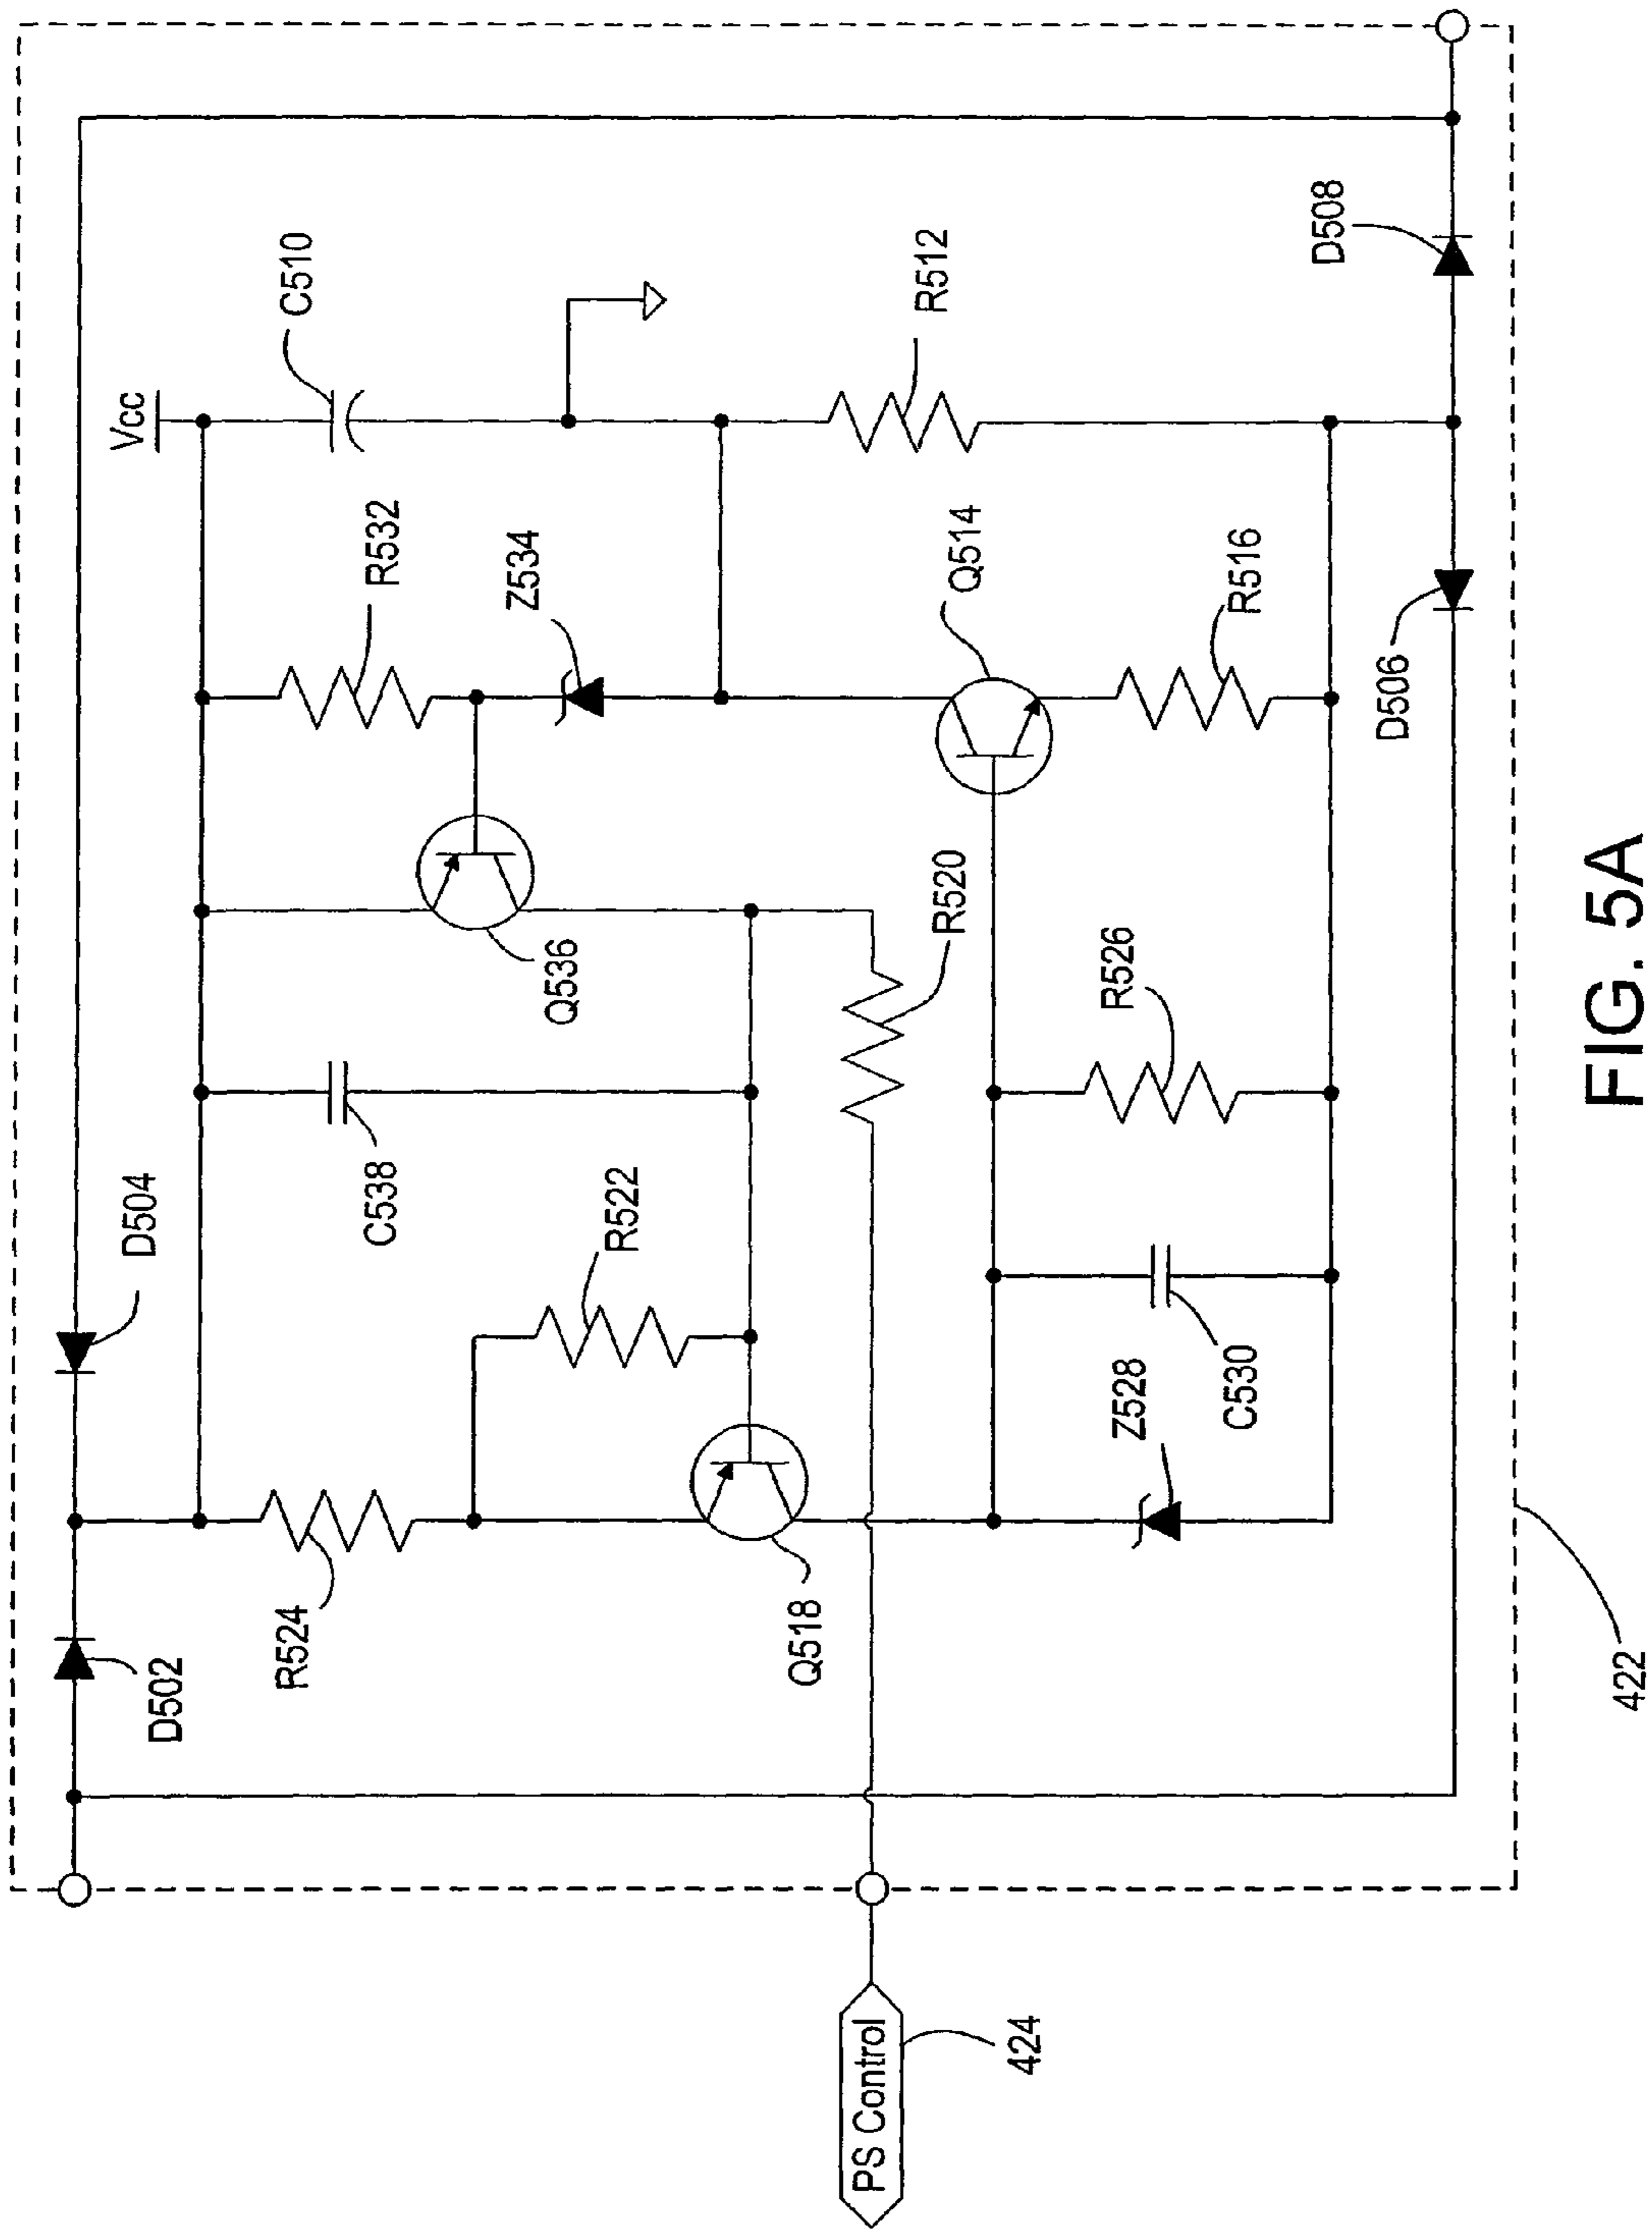 D504
D502
Vcc
C510
R532
Z534
Q536
C538
R522
R524
Q518
R520
Q514
R512
R516
R526
Z528
C530
D508
D506
PS Control
424
422
FIG. 5A